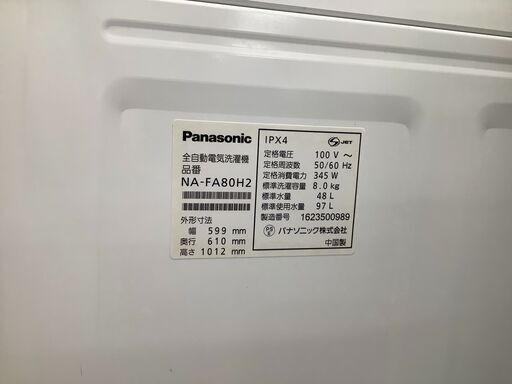 Panasonic
全自動電気洗濯機
品番
NA-FA80H2
外形寸法
幅 599 mm
奥行 610 mm
高さ 1012 mm
IPX4
JET
定格電圧 100 V ～
定格周波数 50/60 Hz
定格消費電力 345 W
標準洗濯容量 8.0 kg
標準水量 48 L
標準使用水量 97 L
製造番号 1623500989
PS E パナソニック株式会社
中国製